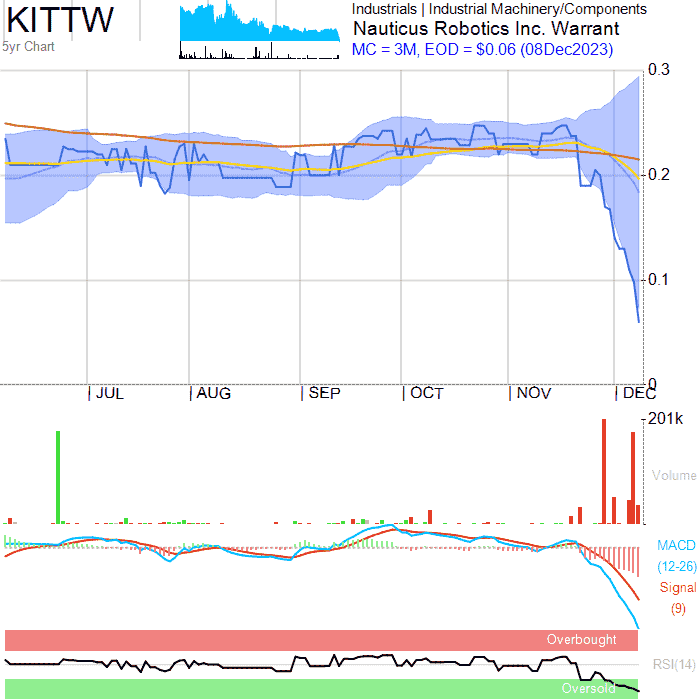 KITTW
5yr Chart
Industrials | Industrial Machinery/Components
Nauticus Robotics Inc. Warrant
MC = 3M, EOD = $0.06 (08Dec2023)
0.3
0.2
0.1
0
JUL AUG SEP OCT NOV DEC
201k
Volume
MACD
(12-26)
Signal
(9)
Overbought
RSI(14)
Oversold